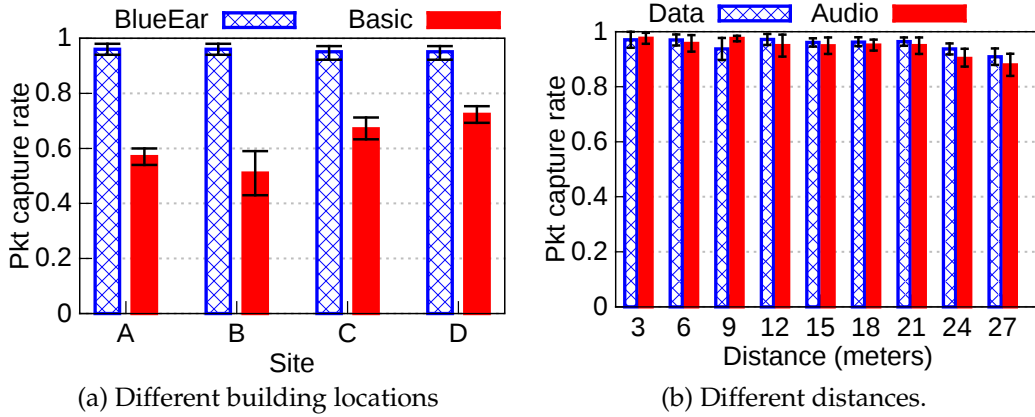 BlueEar Basic
Pkt capture rate
1
0.8
0.6
0.4
0.2
0
A B C D
Site
(a) Different building locations
Data Audio
Pkt capture rate
1
0.8
0.6
0.4
0.2
0
3 6 9 12 15 18 21 24 27
Distance (meters)
(b) Different distances.